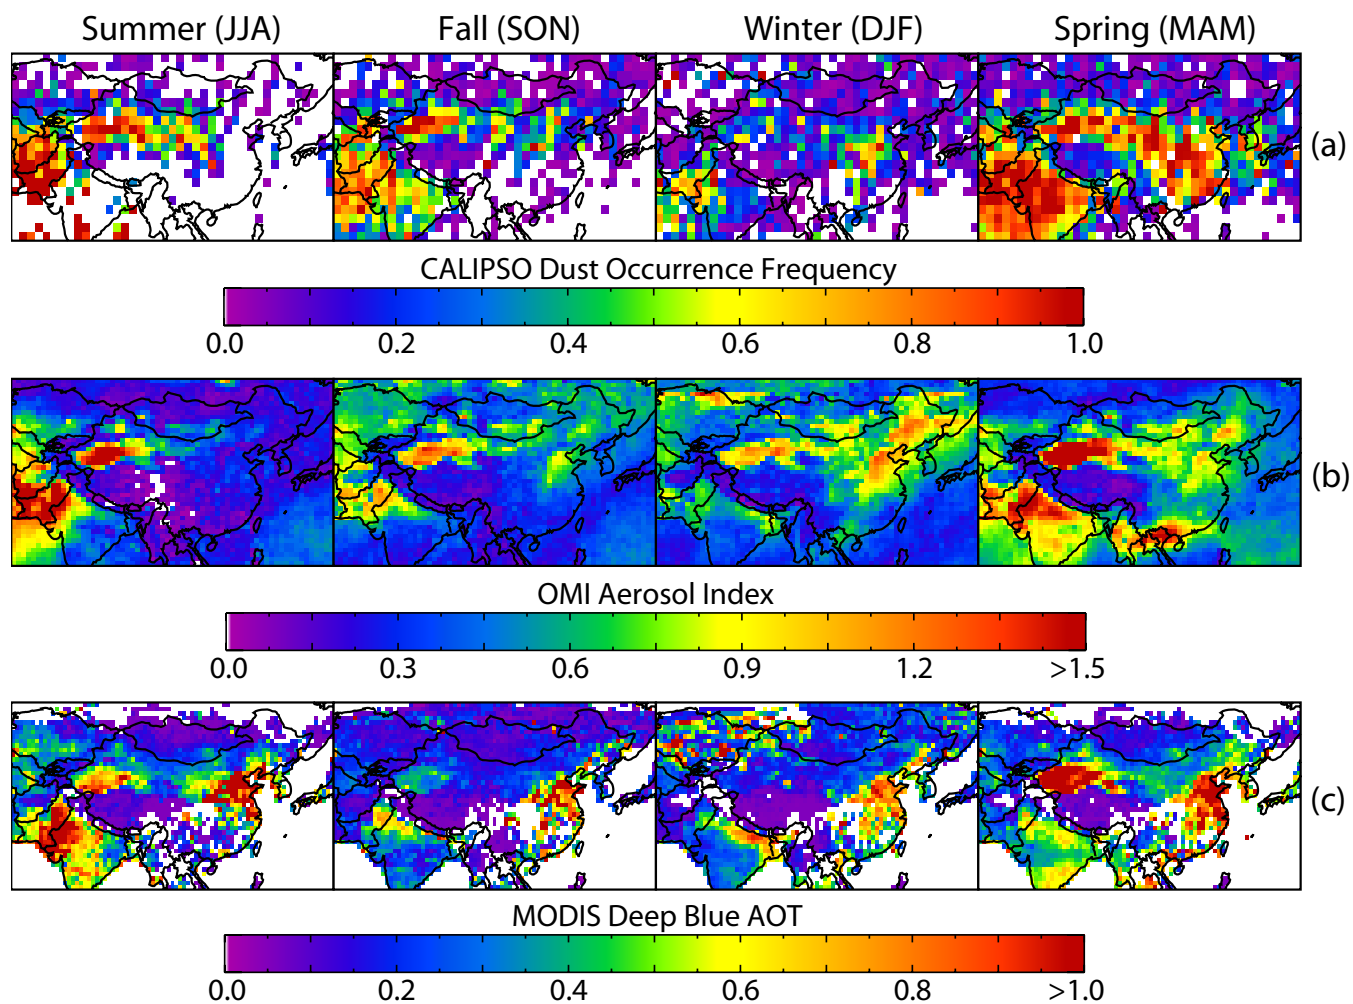 Summer (JJA) Fall (SON) Winter (DJF) Spring (MAM)
(a)
CALIPSO Dust Occurrence Frequency
0.0 0.2 0.4 0.6 0.8 1.0
(b)
OMI Aerosol Index
0.0 0.3 0.6 0.9 1.2 >1.5
(c)
MODIS Deep Blue AOT
0.0 0.2 0.4 0.6 0.8 >1.0